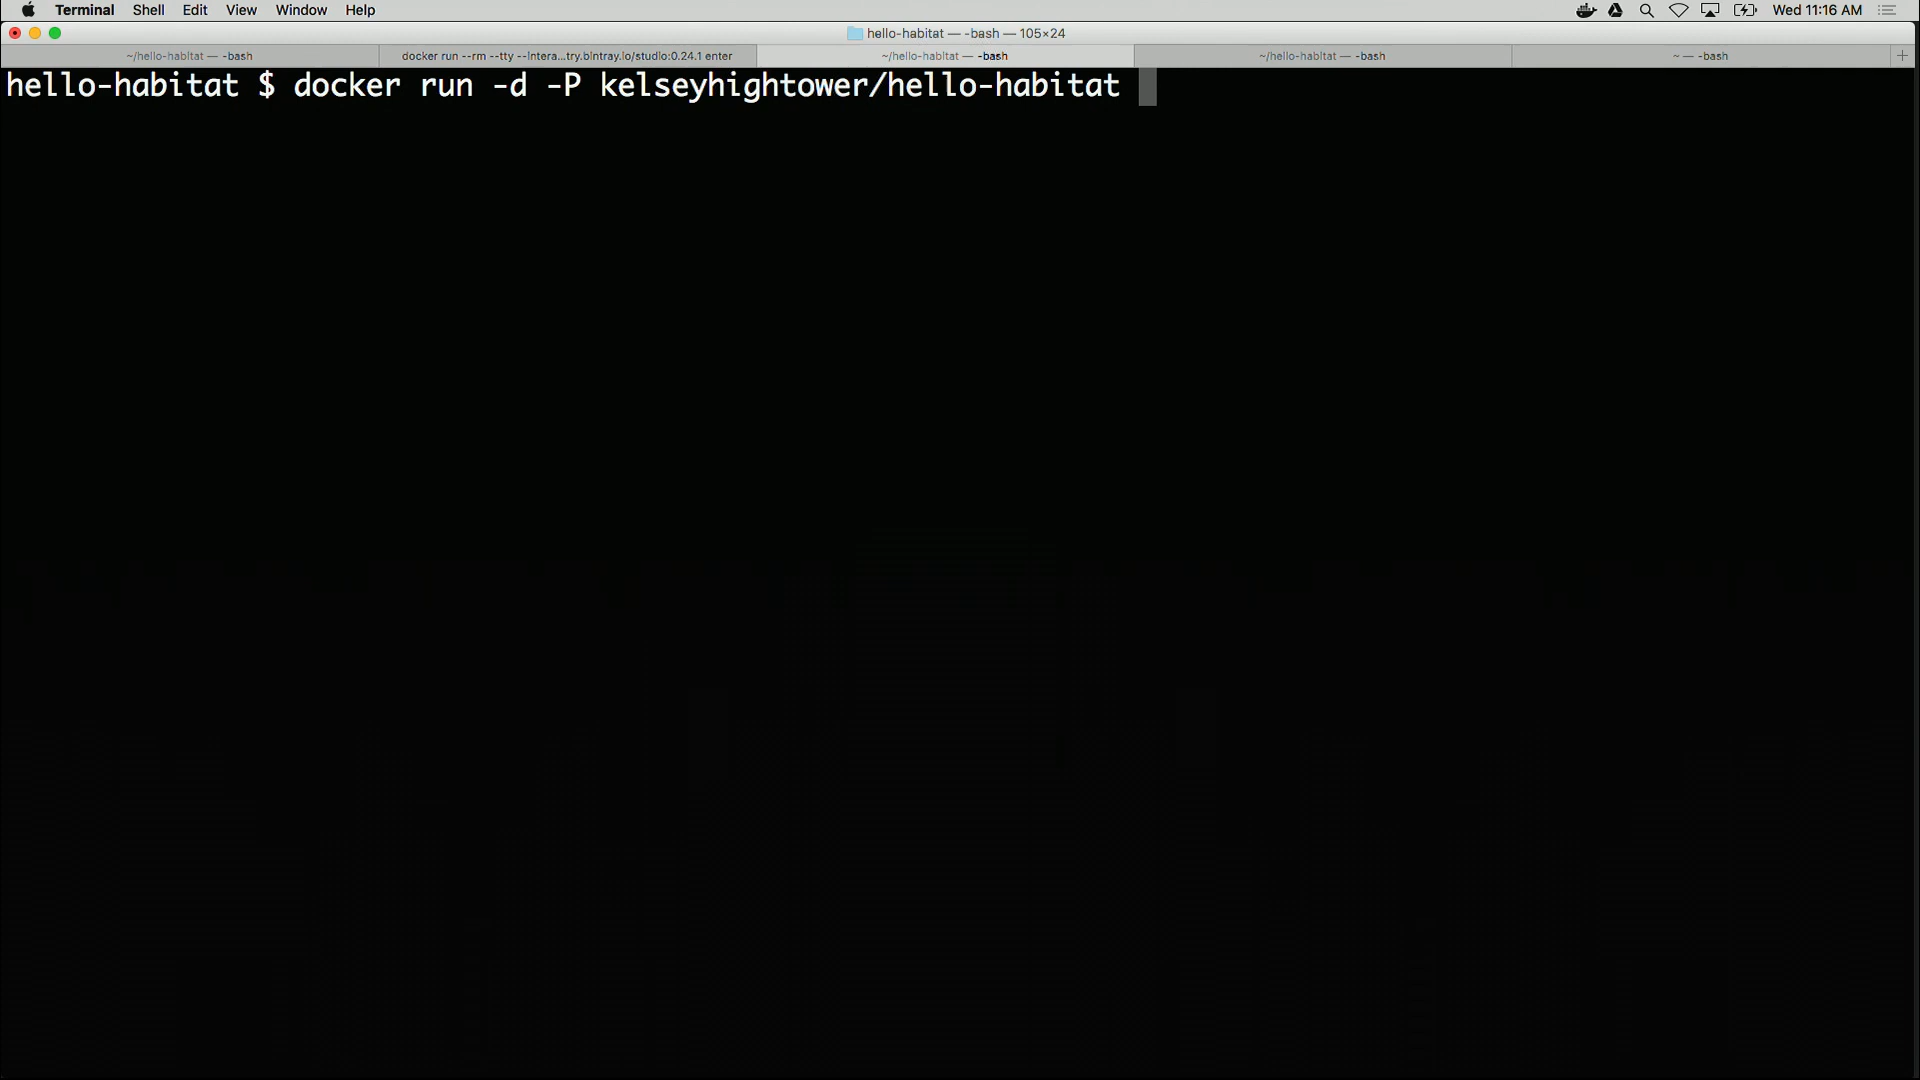 Terminal Shell Edit View Window Help Wed 11:16 AM
hello-habitat — -bash — 105×24
~/hello-habitat — -bash docker run --rm --tty --intera...try.bintray.io/studio:0.24.1 enter ~/hello-habitat — -bash ~/hello-habitat — -bash ~ — -bash +
hello-habitat $ docker run -d -P kelseyhightower/hello-habitat